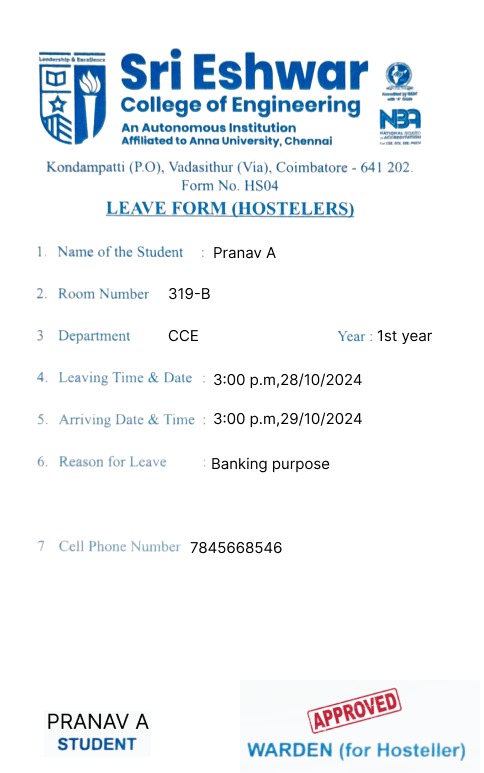 Leadership & Excellence
Sri Eshwar
College of Engineering
An Autonomous Institution
Affiliated to Anna University, Chennai
NBA
NATIONAL BOARD
of ACCREDITATION
Kondampatti (P.O), Vadasithur (Via), Coimbatore - 641 202.
Form No. HS04
LEAVE FORM (HOSTELERS)
1. Name of the Student : Pranav A
2. Room Number 319-B
3 Department CCE Year : 1st year
4. Leaving Time & Date : 3:00 p.m,28/10/2024
5. Arriving Date & Time : 3:00 p.m,29/10/2024
6. Reason for Leave : Banking purpose
7 Cell Phone Number 7845668546
PRANAV A
STUDENT
APPROVED
WARDEN (for Hosteller)